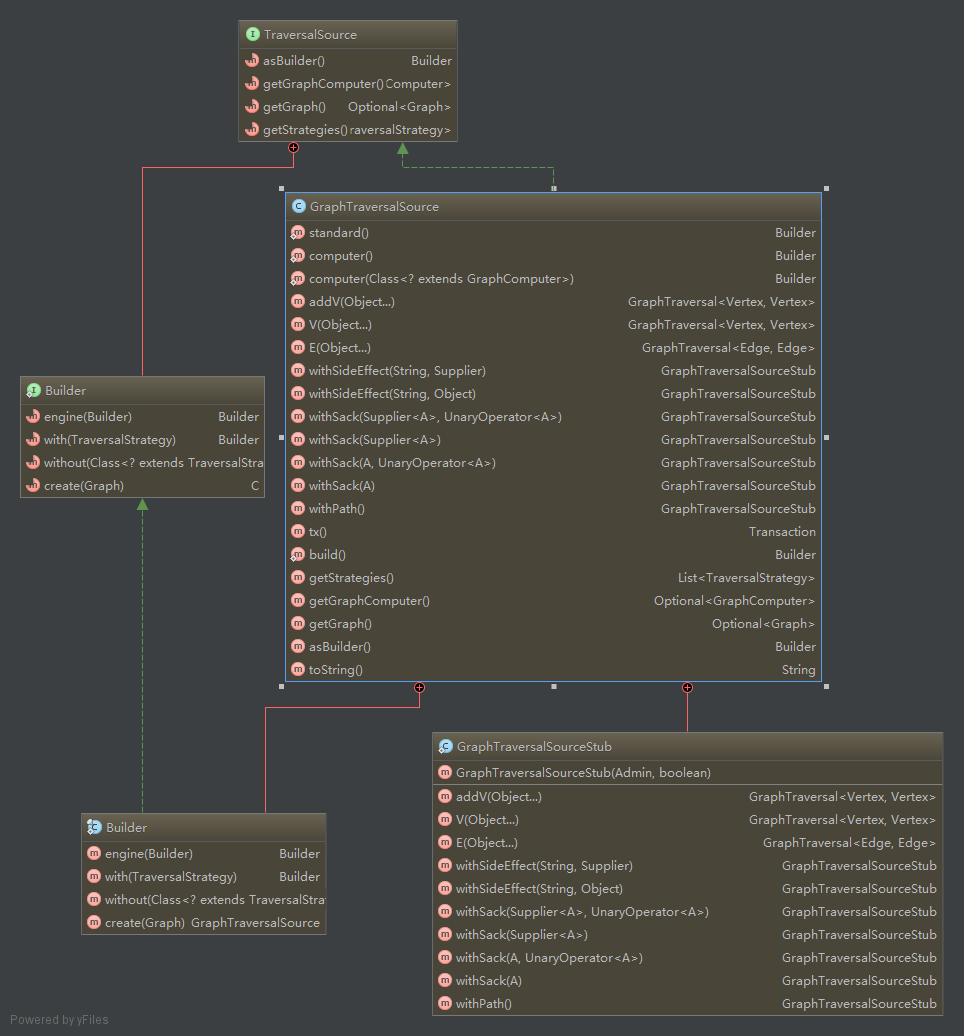 TraversalSource
asBuilder() Builder
getGraphComputer() Computer>
getGraph() Optional<Graph>
getStrategies() raversalStrategy>
GraphTraversalSource
standard() Builder
computer() Builder
computer(Class<? extends GraphComputer>) Builder
addV(Object...) GraphTraversal<Vertex, Vertex>
V(Object...) GraphTraversal<Vertex, Vertex>
E(Object...) GraphTraversal<Edge, Edge>
withSideEffect(String, Supplier) GraphTraversalSourceStub
withSideEffect(String, Object) GraphTraversalSourceStub
withSack(Supplier<A>, UnaryOperator<A>) GraphTraversalSourceStub
withSack(Supplier<A>) GraphTraversalSourceStub
withSack(A, UnaryOperator<A>) GraphTraversalSourceStub
withSack(A) GraphTraversalSourceStub
withPath() GraphTraversalSourceStub
tx() Transaction
build() Builder
getStrategies() List<TraversalStrategy>
getGraphComputer() Optional<GraphComputer>
getGraph() Optional<Graph>
asBuilder() Builder
toString() String
Builder
engine(Builder) Builder
with(TraversalStrategy) Builder
without(Class<? extends TraversalStra
create(Graph) C
Builder
engine(Builder) Builder
with(TraversalStrategy) Builder
without(Class<? extends TraversalStra
create(Graph) GraphTraversalSource
GraphTraversalSourceStub
GraphTraversalSourceStub(Admin, boolean)
addV(Object...) GraphTraversal<Vertex, Vertex>
V(Object...) GraphTraversal<Vertex, Vertex>
E(Object...) GraphTraversal<Edge, Edge>
withSideEffect(String, Supplier) GraphTraversalSourceStub
withSideEffect(String, Object) GraphTraversalSourceStub
withSack(Supplier<A>, UnaryOperator<A>) GraphTraversalSourceStub
withSack(Supplier<A>) GraphTraversalSourceStub
withSack(A, UnaryOperator<A>) GraphTraversalSourceStub
withSack(A) GraphTraversalSourceStub
withPath() GraphTraversalSourceStub
Powered by yFiles